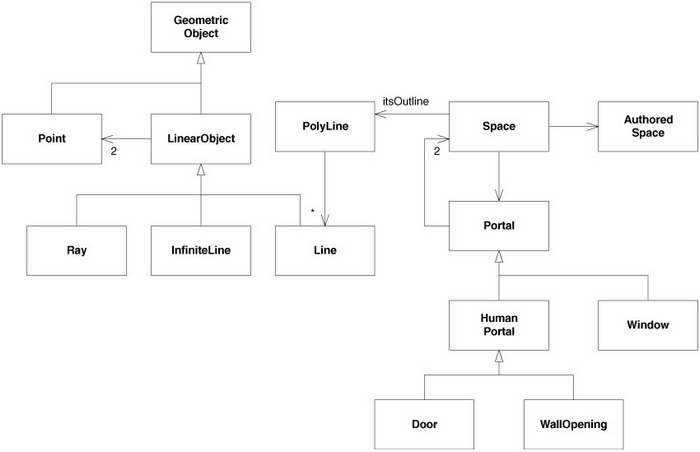 Geometric
Object
itsOutline
Point
2
LinearObject
PolyLine
Space
2
Authored
Space
*
Ray
InfiniteLine
Line
Portal
Human
Portal
Window
Door
WallOpening